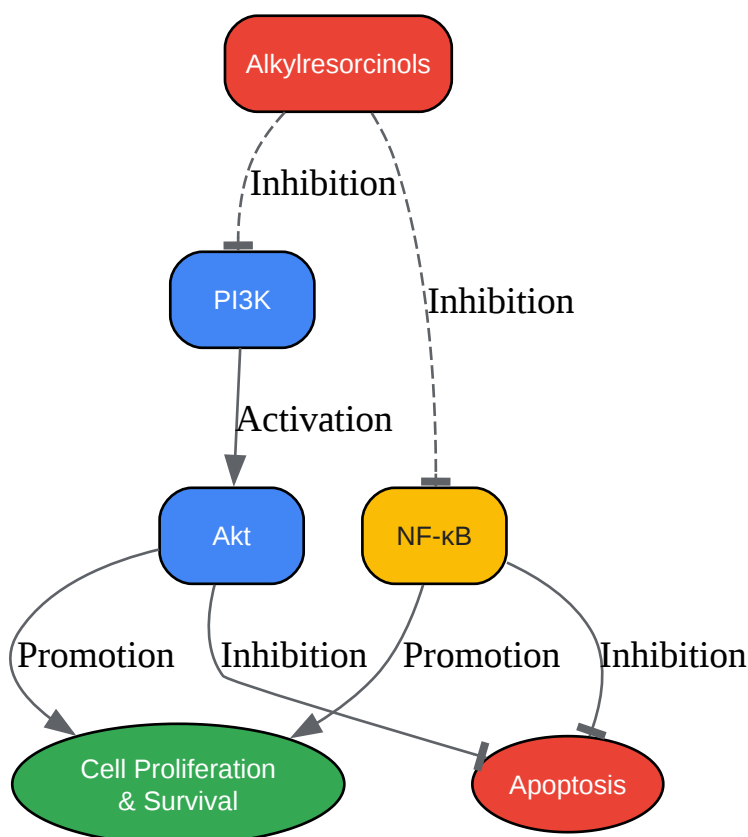 Alkylresorcinols
Inhibition
PI3K
Inhibition
Activation
Akt
NF-κB
Promotion
Inhibition
Promotion
Inhibition
Cell Proliferation
& Survival
Apoptosis